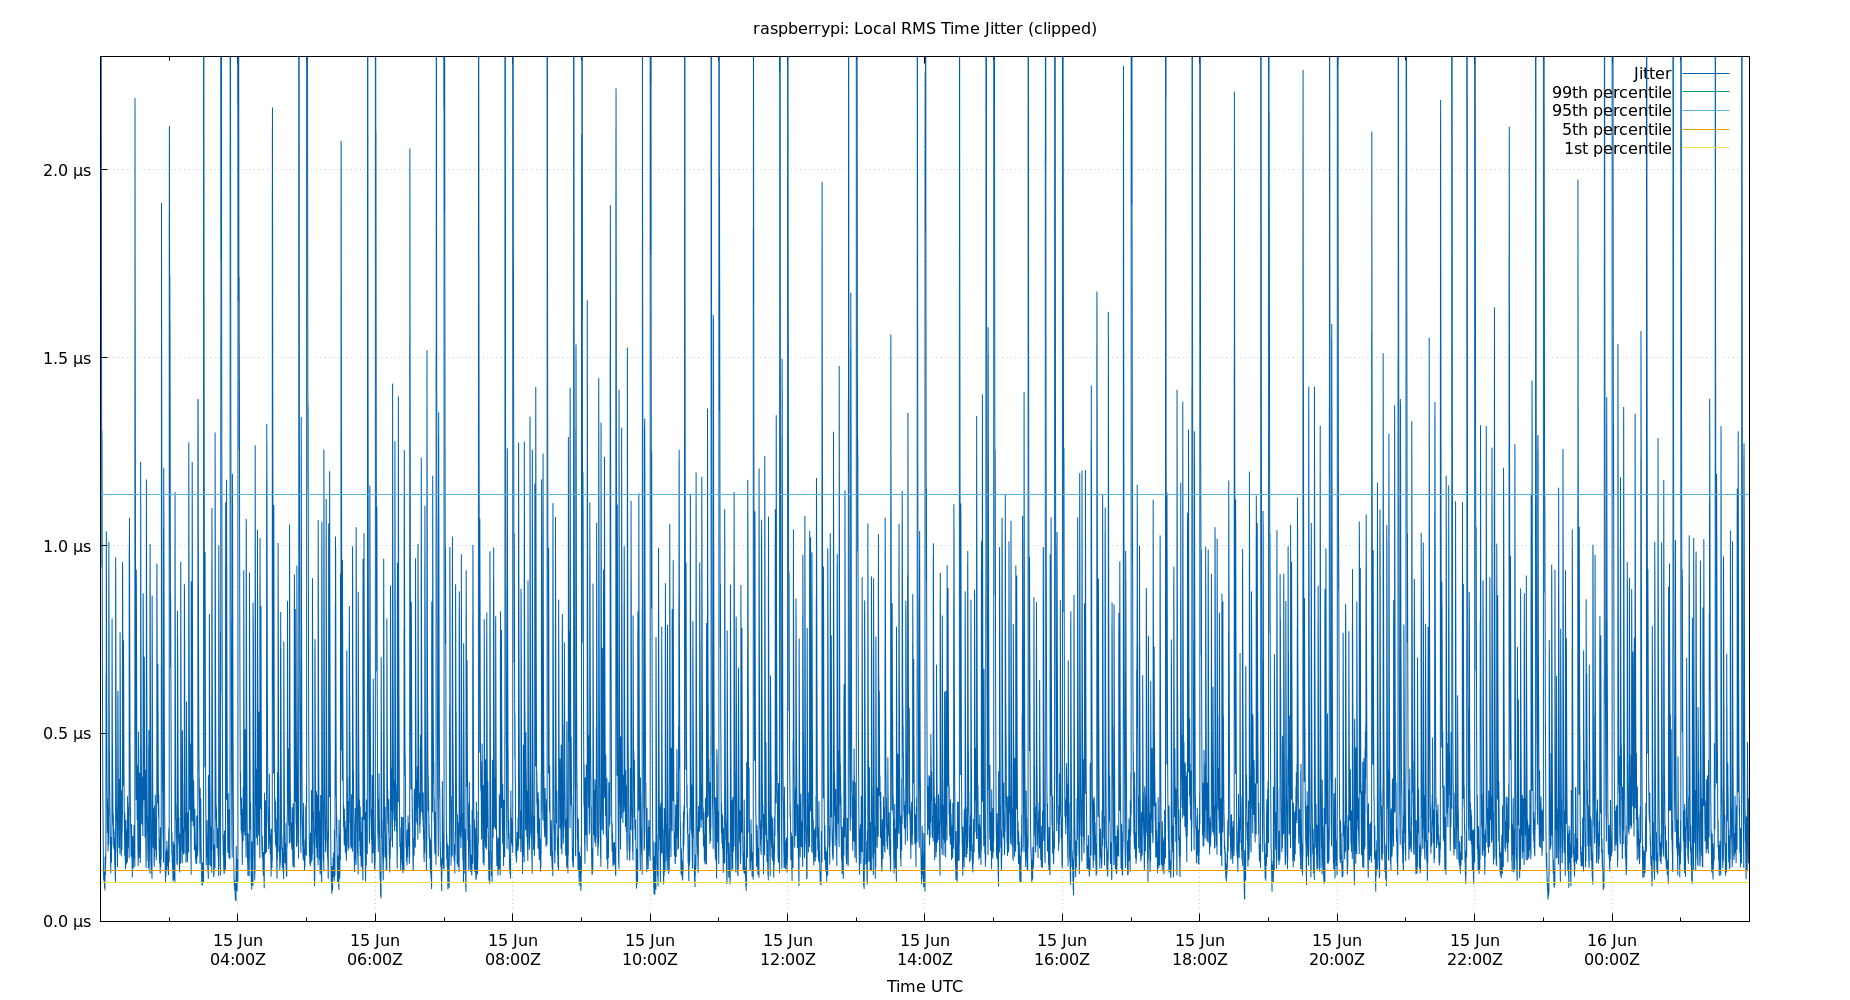 raspberrypi: Local RMS Time Jitter (clipped)
Jitter
99th percentile
95th percentile
5th percentile
1st percentile
2.0 µs
1.5 µs
1.0 µs
0.5 µs
0.0 µs
15 Jun 15 Jun 15 Jun 15 Jun 15 Jun 15 Jun 15 Jun 15 Jun 15 Jun 15 Jun 16 Jun
04:00Z 06:00Z 08:00Z 10:00Z 12:00Z 14:00Z 16:00Z 18:00Z 20:00Z 22:00Z 00:00Z
Time UTC